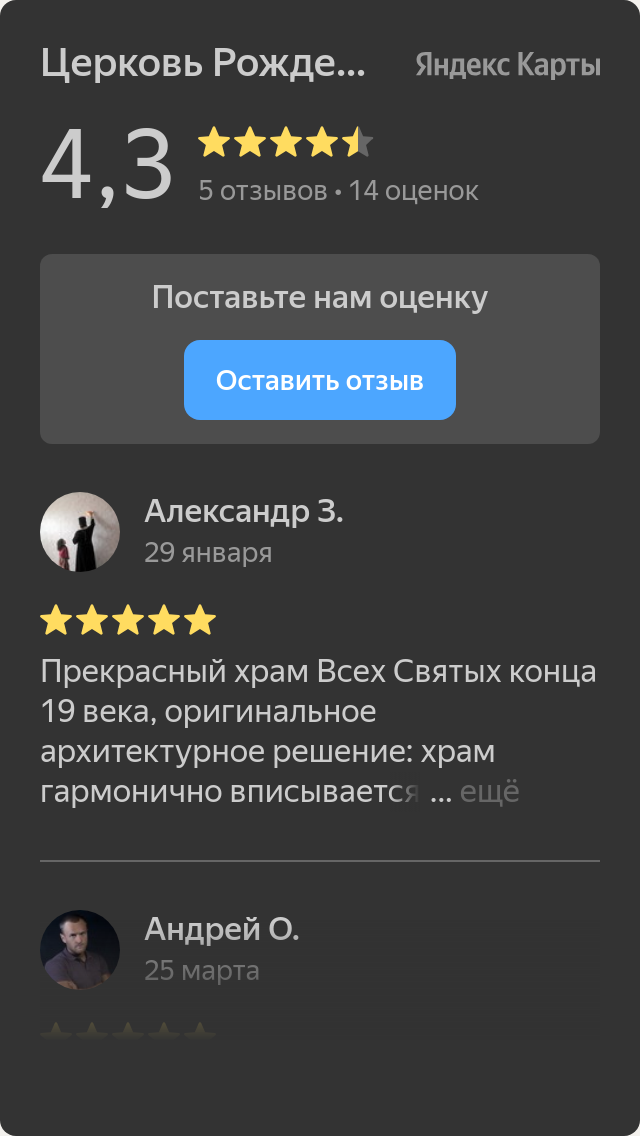 Церковь Рожде...
Яндекс Карты
4,3
5 отзывов • 14 оценок
Поставьте нам оценку
Оставить отзыв
Александр З.
29 января
Прекрасный храм Всех Святых конца
19 века, оригинальное
архитектурное решение: храм
гармонично вписывается ... ещё
Андрей О.
25 марта